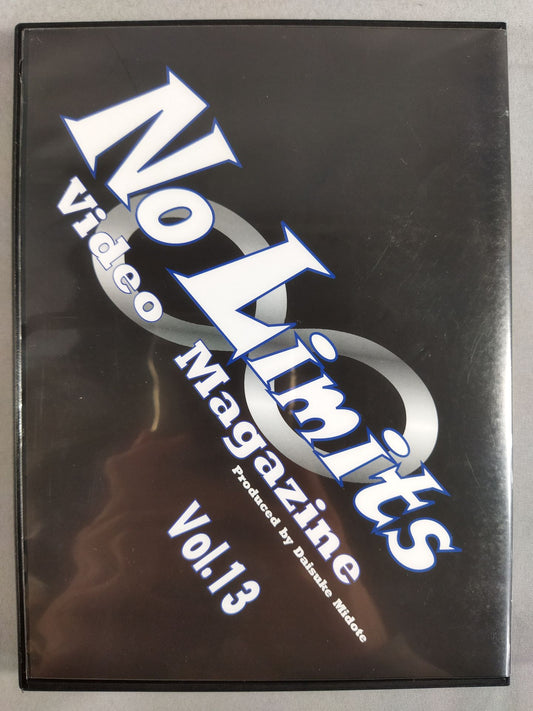 No Limits
Video Magazine
Produced by Daisuke Midote
Vol.13